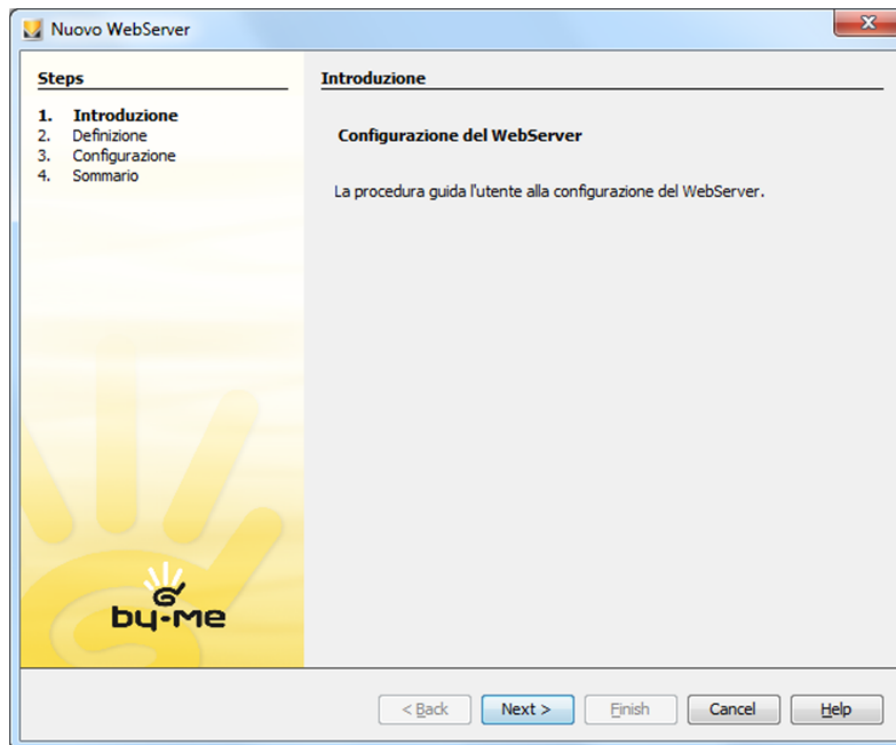 Nuovo WebServer
Steps
1. Introduzione
2. Definizione
3. Configurazione
4. Sommario
Introduzione
Configurazione del WebServer
La procedura guida l'utente alla configurazione del WebServer.
by-me
< Back
Next >
Finish
Cancel
Help